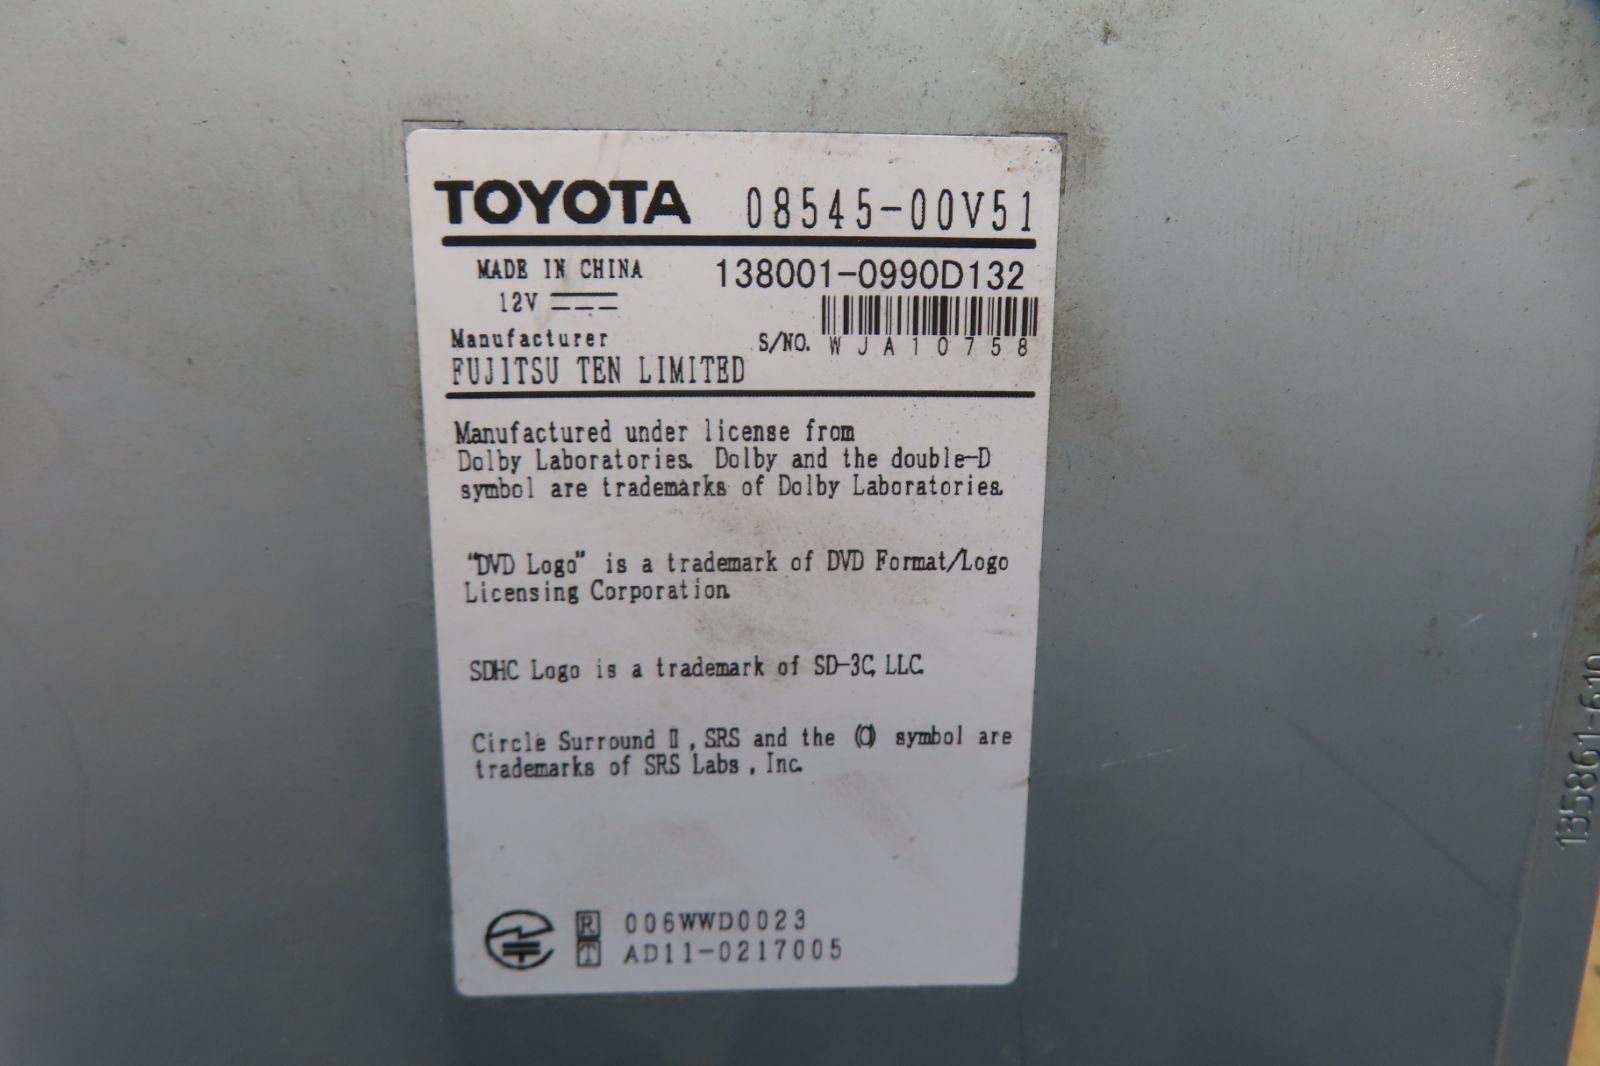 TOYOTA 08545-00V51
MADE IN CHINA 138001-0990D132
12V
Manufacturer S/NO. WJA10758
FUJITSU TEN LIMITED
Manufactured under license from
Dolby Laboratories. Dolby and the double-D
symbol are trademarks of Dolby Laboratories.
"DVD Logo" is a trademark of DVD Format/Logo
Licensing Corporation.
SDHC Logo is a trademark of SD-3C, LLC.
Circle Surround II, SRS and the (O) symbol are
trademarks of SRS Labs, Inc.
R 006WWD0023
T AD11-0217005
135861-610